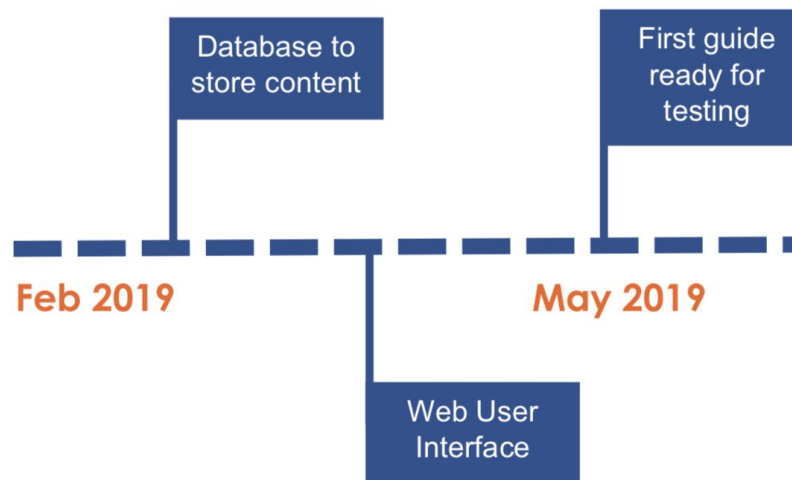 Database to
store content
First guide
ready for
testing
Feb 2019
May 2019
Web User
Interface